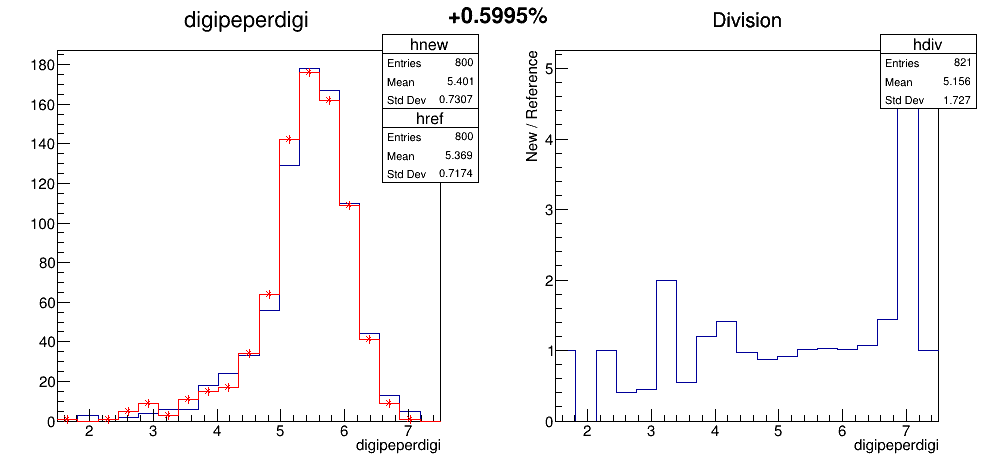 digipeperdigi
+0.5995%
Division
hnew
Entries 800
Mean 5.401
Std Dev 0.7307
href
Entries 800
Mean 5.369
Std Dev 0.7174
180
160
140
120
100
80
60
40
20
0
2 3 4 5 6 7
digipeperdigi
hdiv
Entries 821
Mean 5.156
Std Dev 1.727
New / Reference
5
4
3
2
1
0
2 3 4 5 6 7
digipeperdigi